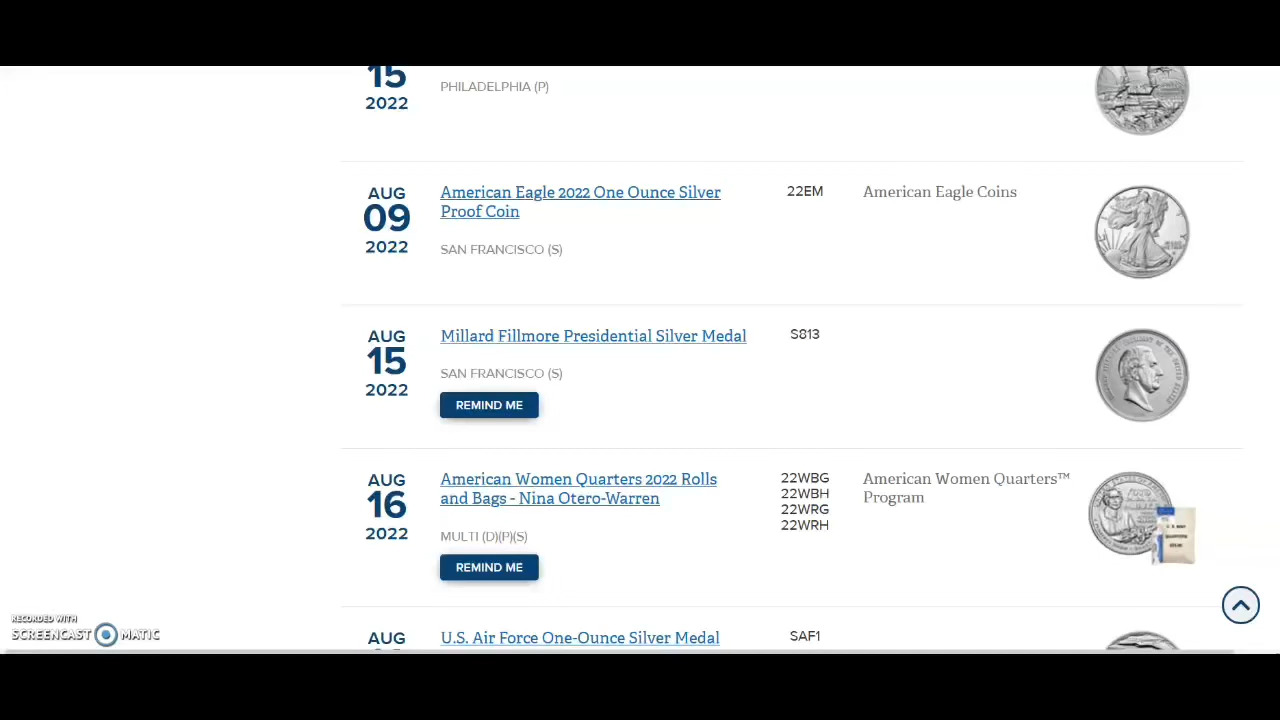 15
2022
PHILADELPHIA (P)
AUG
09
2022
American Eagle 2022 One Ounce Silver
Proof Coin
SAN FRANCISCO (S)
22EM
American Eagle Coins
AUG
15
2022
Millard Fillmore Presidential Silver Medal
SAN FRANCISCO (S)
REMIND ME
S813
AUG
16
2022
American Women Quarters 2022 Rolls
and Bags - Nina Otero-Warren
MULTI (D)(P)(S)
REMIND ME
22WBG
22WBH
22WRG
22WRH
American Women Quarters™
Program
AUG
U.S. Air Force One-Ounce Silver Medal
SAF1
RECORDED WITH
SCREENCAST MATIC